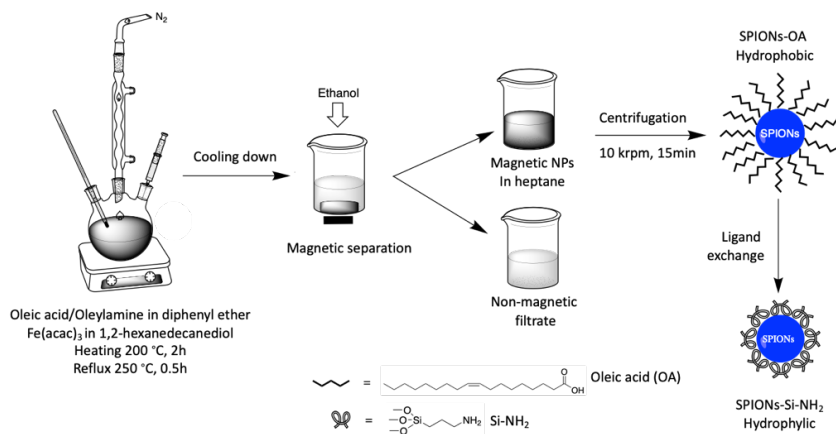 N₂
Ethanol
Cooling down
Magnetic separation
Oleic acid/Oleylamine in diphenyl ether
Fe(acac)₃ in 1,2-hexanedecanediol
Heating 200 °C, 2h
Reflux 250 °C, 0.5h
Magnetic NPs
In heptane
Non-magnetic
filtrate
Centrifugation
10 krpm, 15min
SPIONs-OA
Hydrophobic
SPIONs
Ligand
exchange
SPIONs
SPIONs-Si-NH₂
Hydrophylic
= O OH Oleic acid (OA)
= —O —O Si NH₂ O Si-NH₂